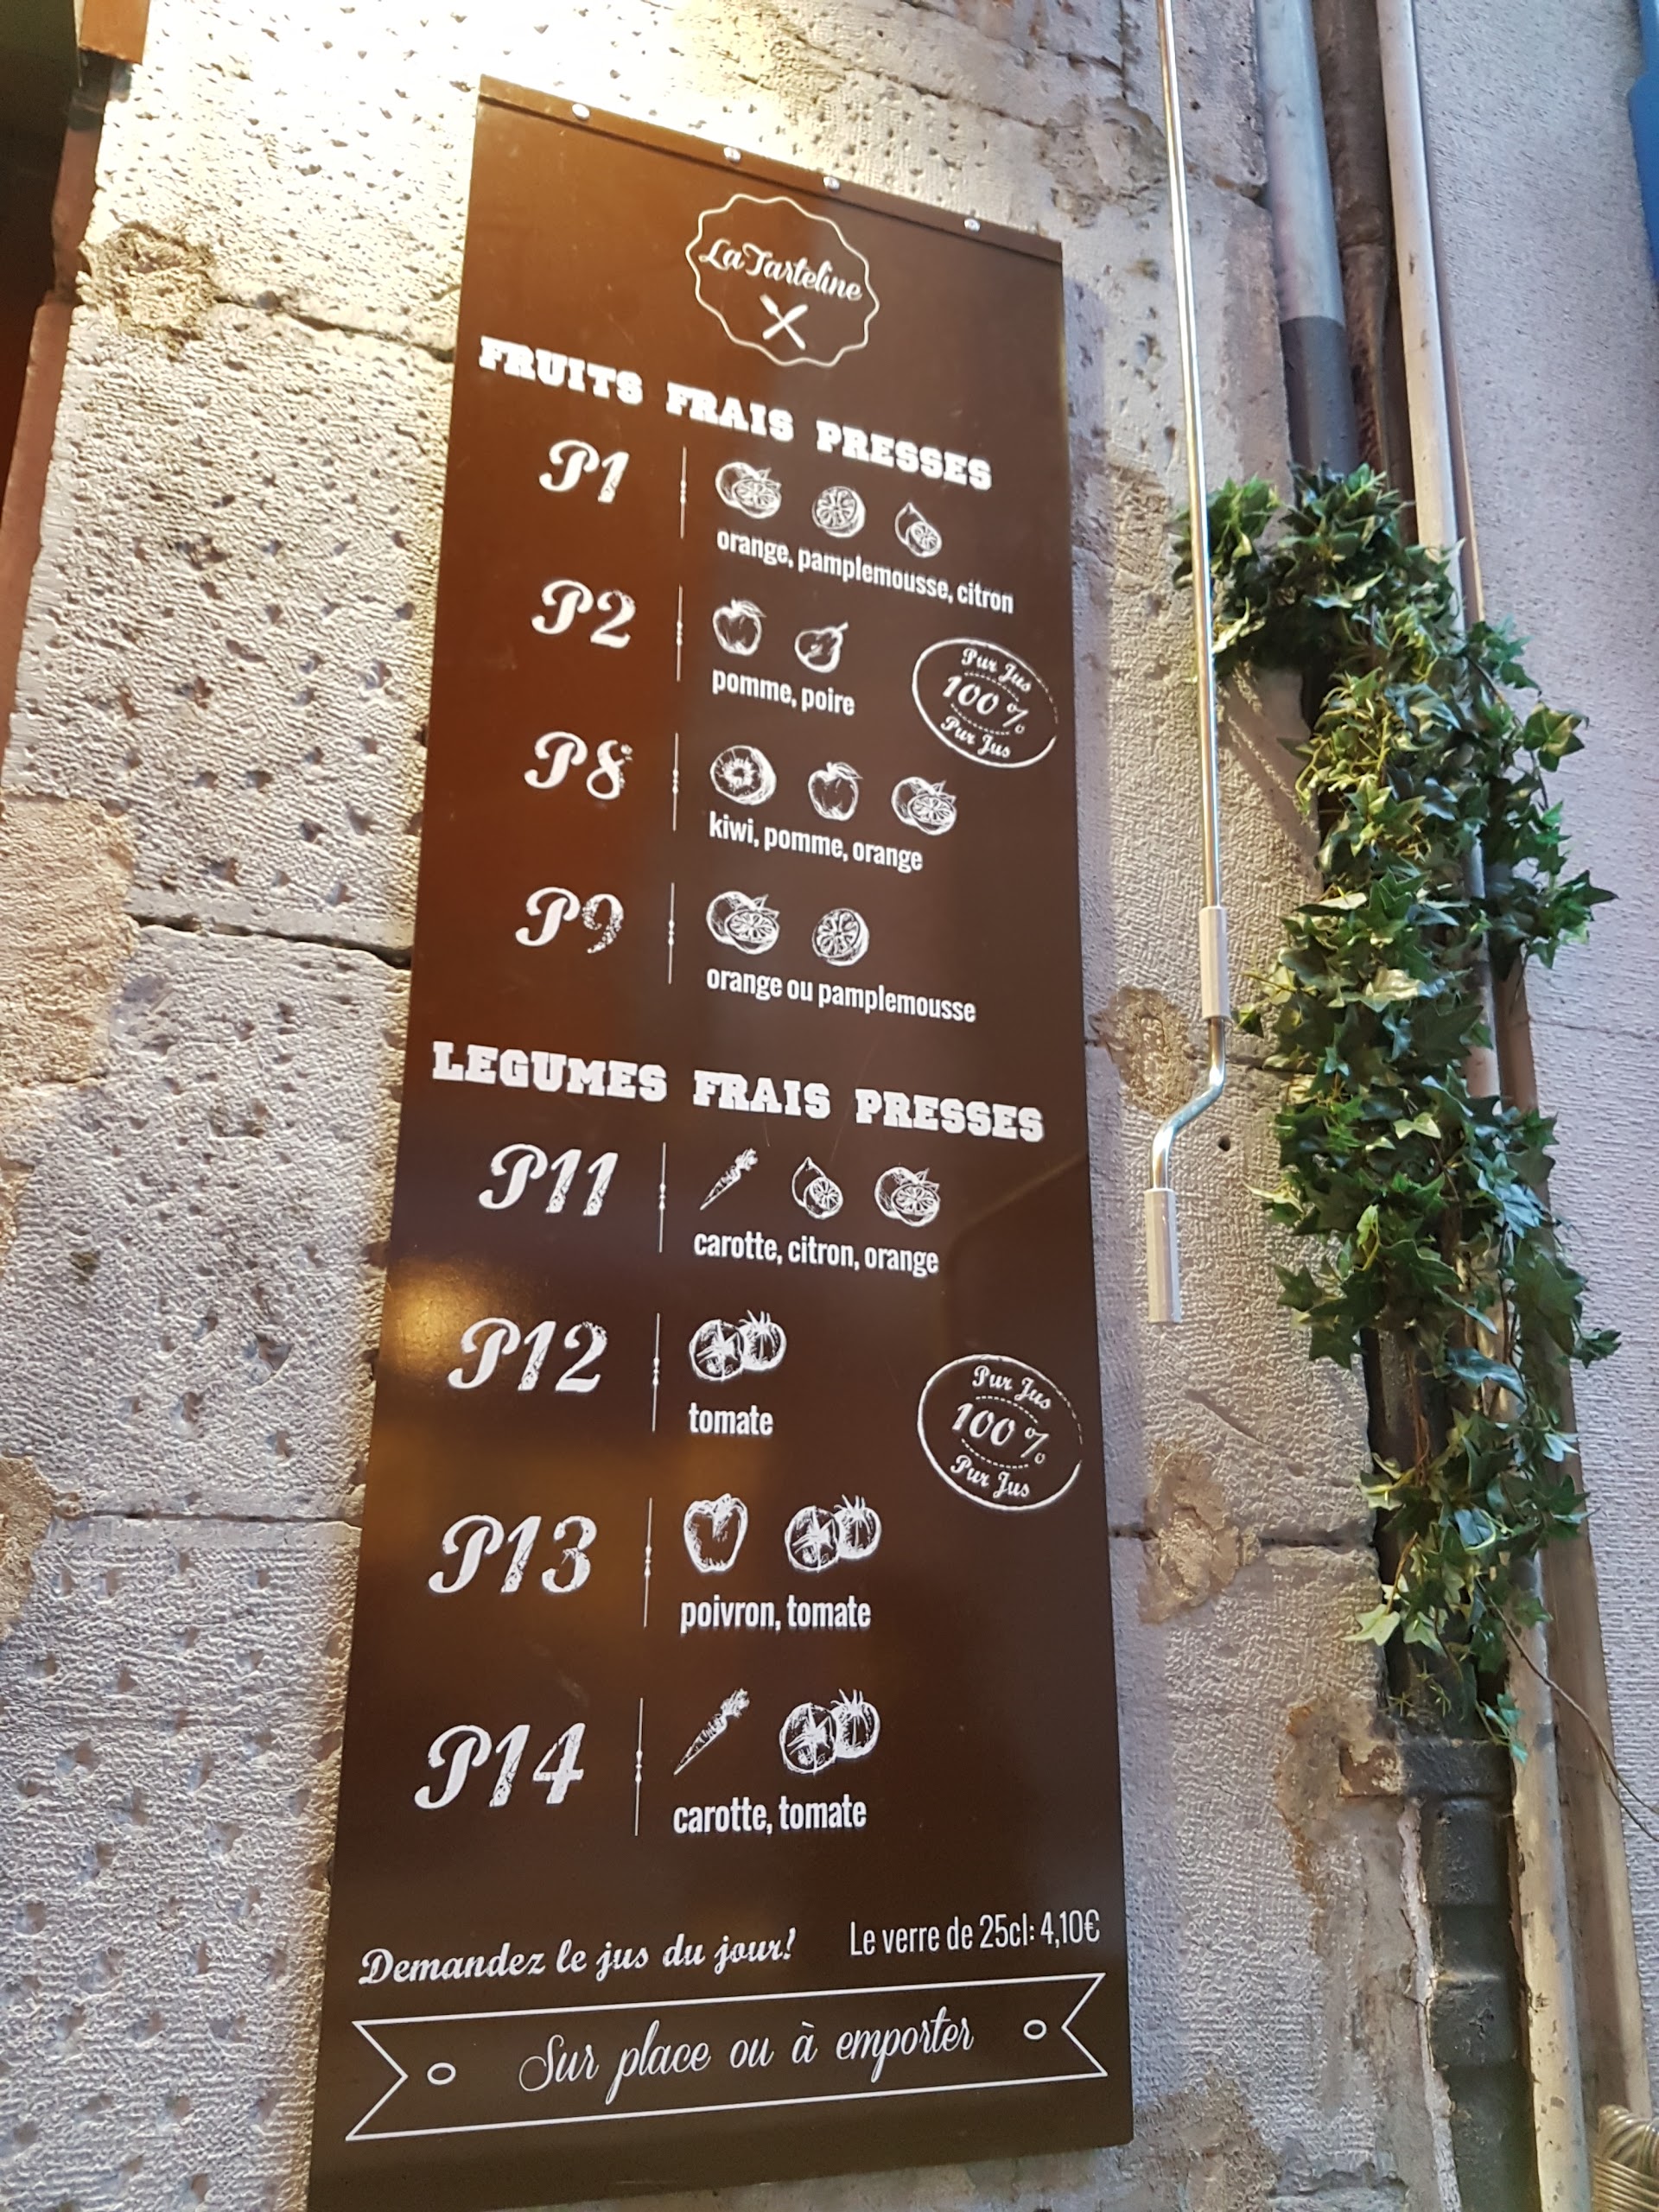 La Tarteline
FRUITS FRAIS PRESSES
P1
orange, pamplemousse, citron
P2
pomme, poire
Pur Jus
100 %
Pur Jus
P8
kiwi, pomme, orange
P9
orange ou pamplemousse
LEGUMES FRAIS PRESSES
P11
carotte, citron, orange
P12
tomate
Pur Jus
100 %
Pur Jus
P13
poivron, tomate
P14
carotte, tomate
Demandez le jus du jour! Le verre de 25cl: 4,10€
Sur place ou à emporter